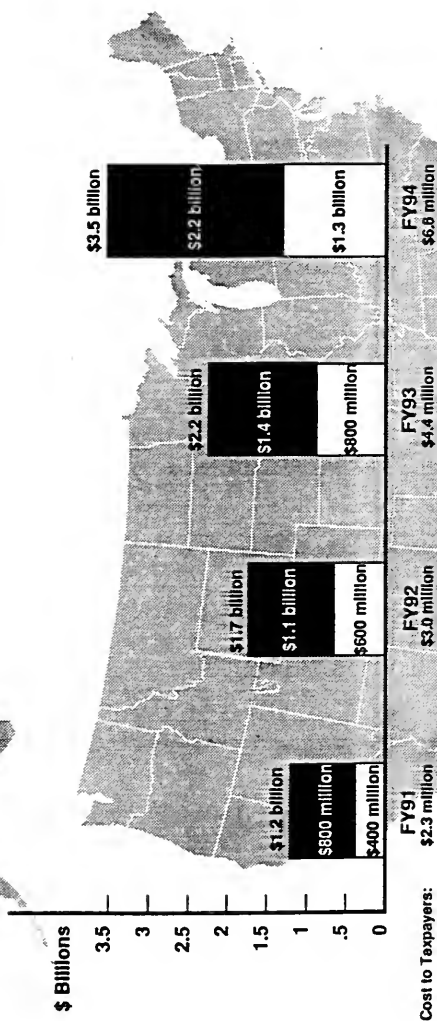 $ Billions
3.5
3
2.5
2
1.5
1
.5
0
$1.2 billion
$800 million
$400 million
$1.7 billion
$1.1 billion
$600 million
$2.2 billion
$1.4 billion
$800 million
$3.5 billion
$2.2 billion
$1.3 billion
FY91
FY92
FY93
FY94
Cost to Taxpayers:
$2.3 million
$3.0 million
$4.4 million
$6.8 million